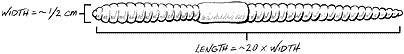 WIDTH = ~ 1/2 cm
LENGTH = ~20 × WIDTH